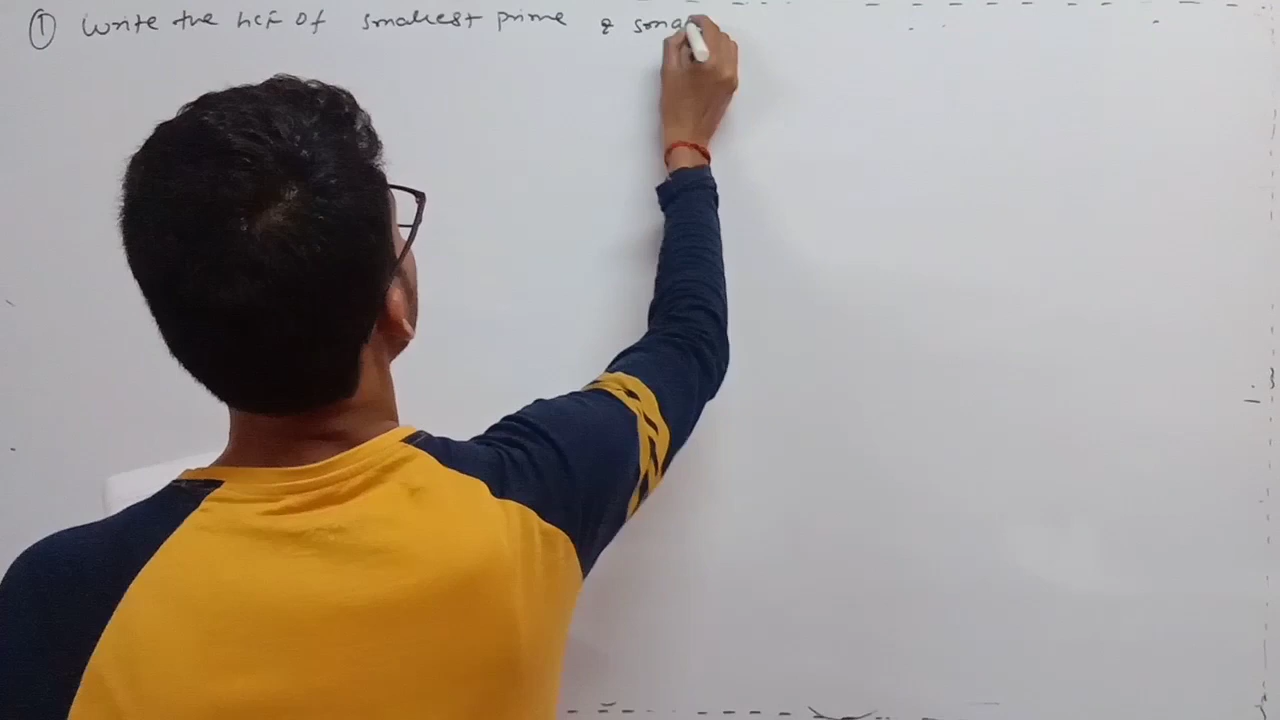 ① Write the hcf of smallest prime & sma